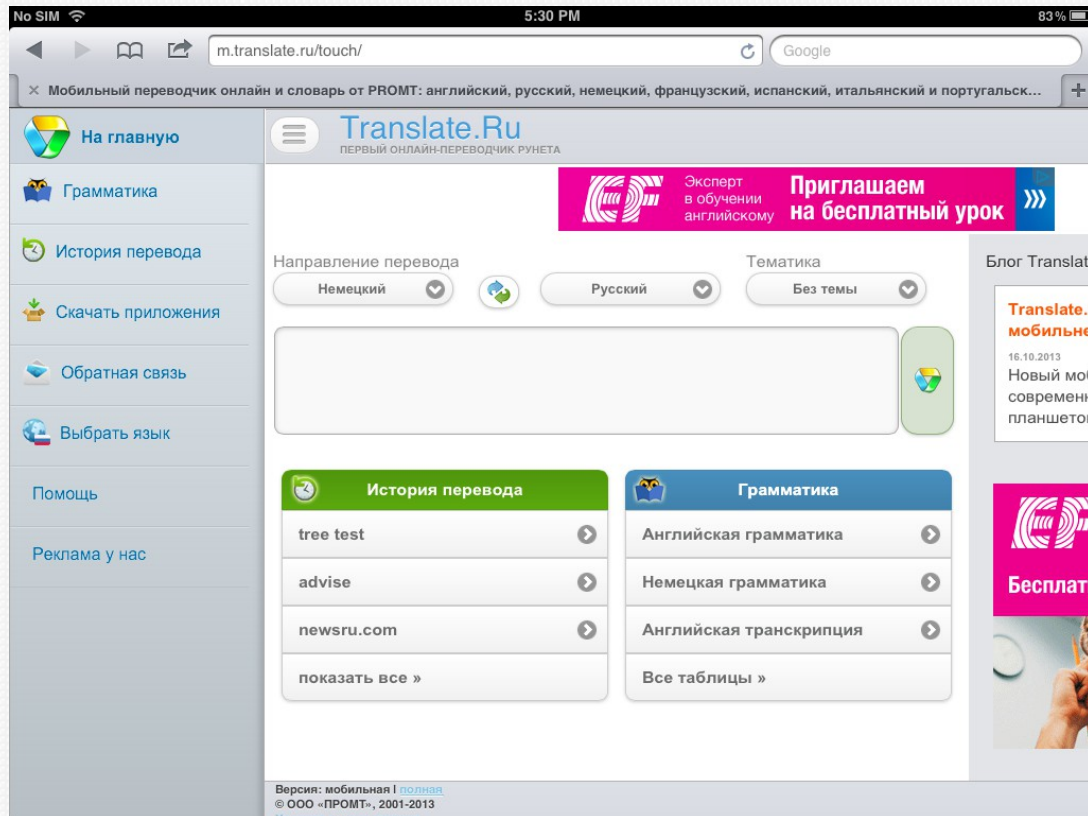 No SIM 5:30 PM 83%
m.translate.ru/touch/ Google
Мобильный переводчик онлайн и словарь от PROMT: английский, русский, немецкий, французский, испанский, итальянский и португальск...
На главную
Грамматика
История перевода
Скачать приложения
Обратная связь
Выбрать язык
Помощь
Реклама у нас
Translate.Ru
ПЕРВЫЙ ОНЛАЙН-ПЕРЕВОДЧИК РУНЕТА
EF
Эксперт
в обучении
английскому
Приглашаем
на бесплатный урок
Направление перевода Тематика
Немецкий Русский Без темы
История перевода
tree test
advise
newsru.com
показать все »
Грамматика
Английская грамматика
Немецкая грамматика
Английская транскрипция
Все таблицы »
Блог Translat
Translate.
мобильне
16.10.2013
Новый моб
современн
планшето
EF
Бесплат
Версия: мобильная | полная
© ООО «ПРОМТ», 2001-2013